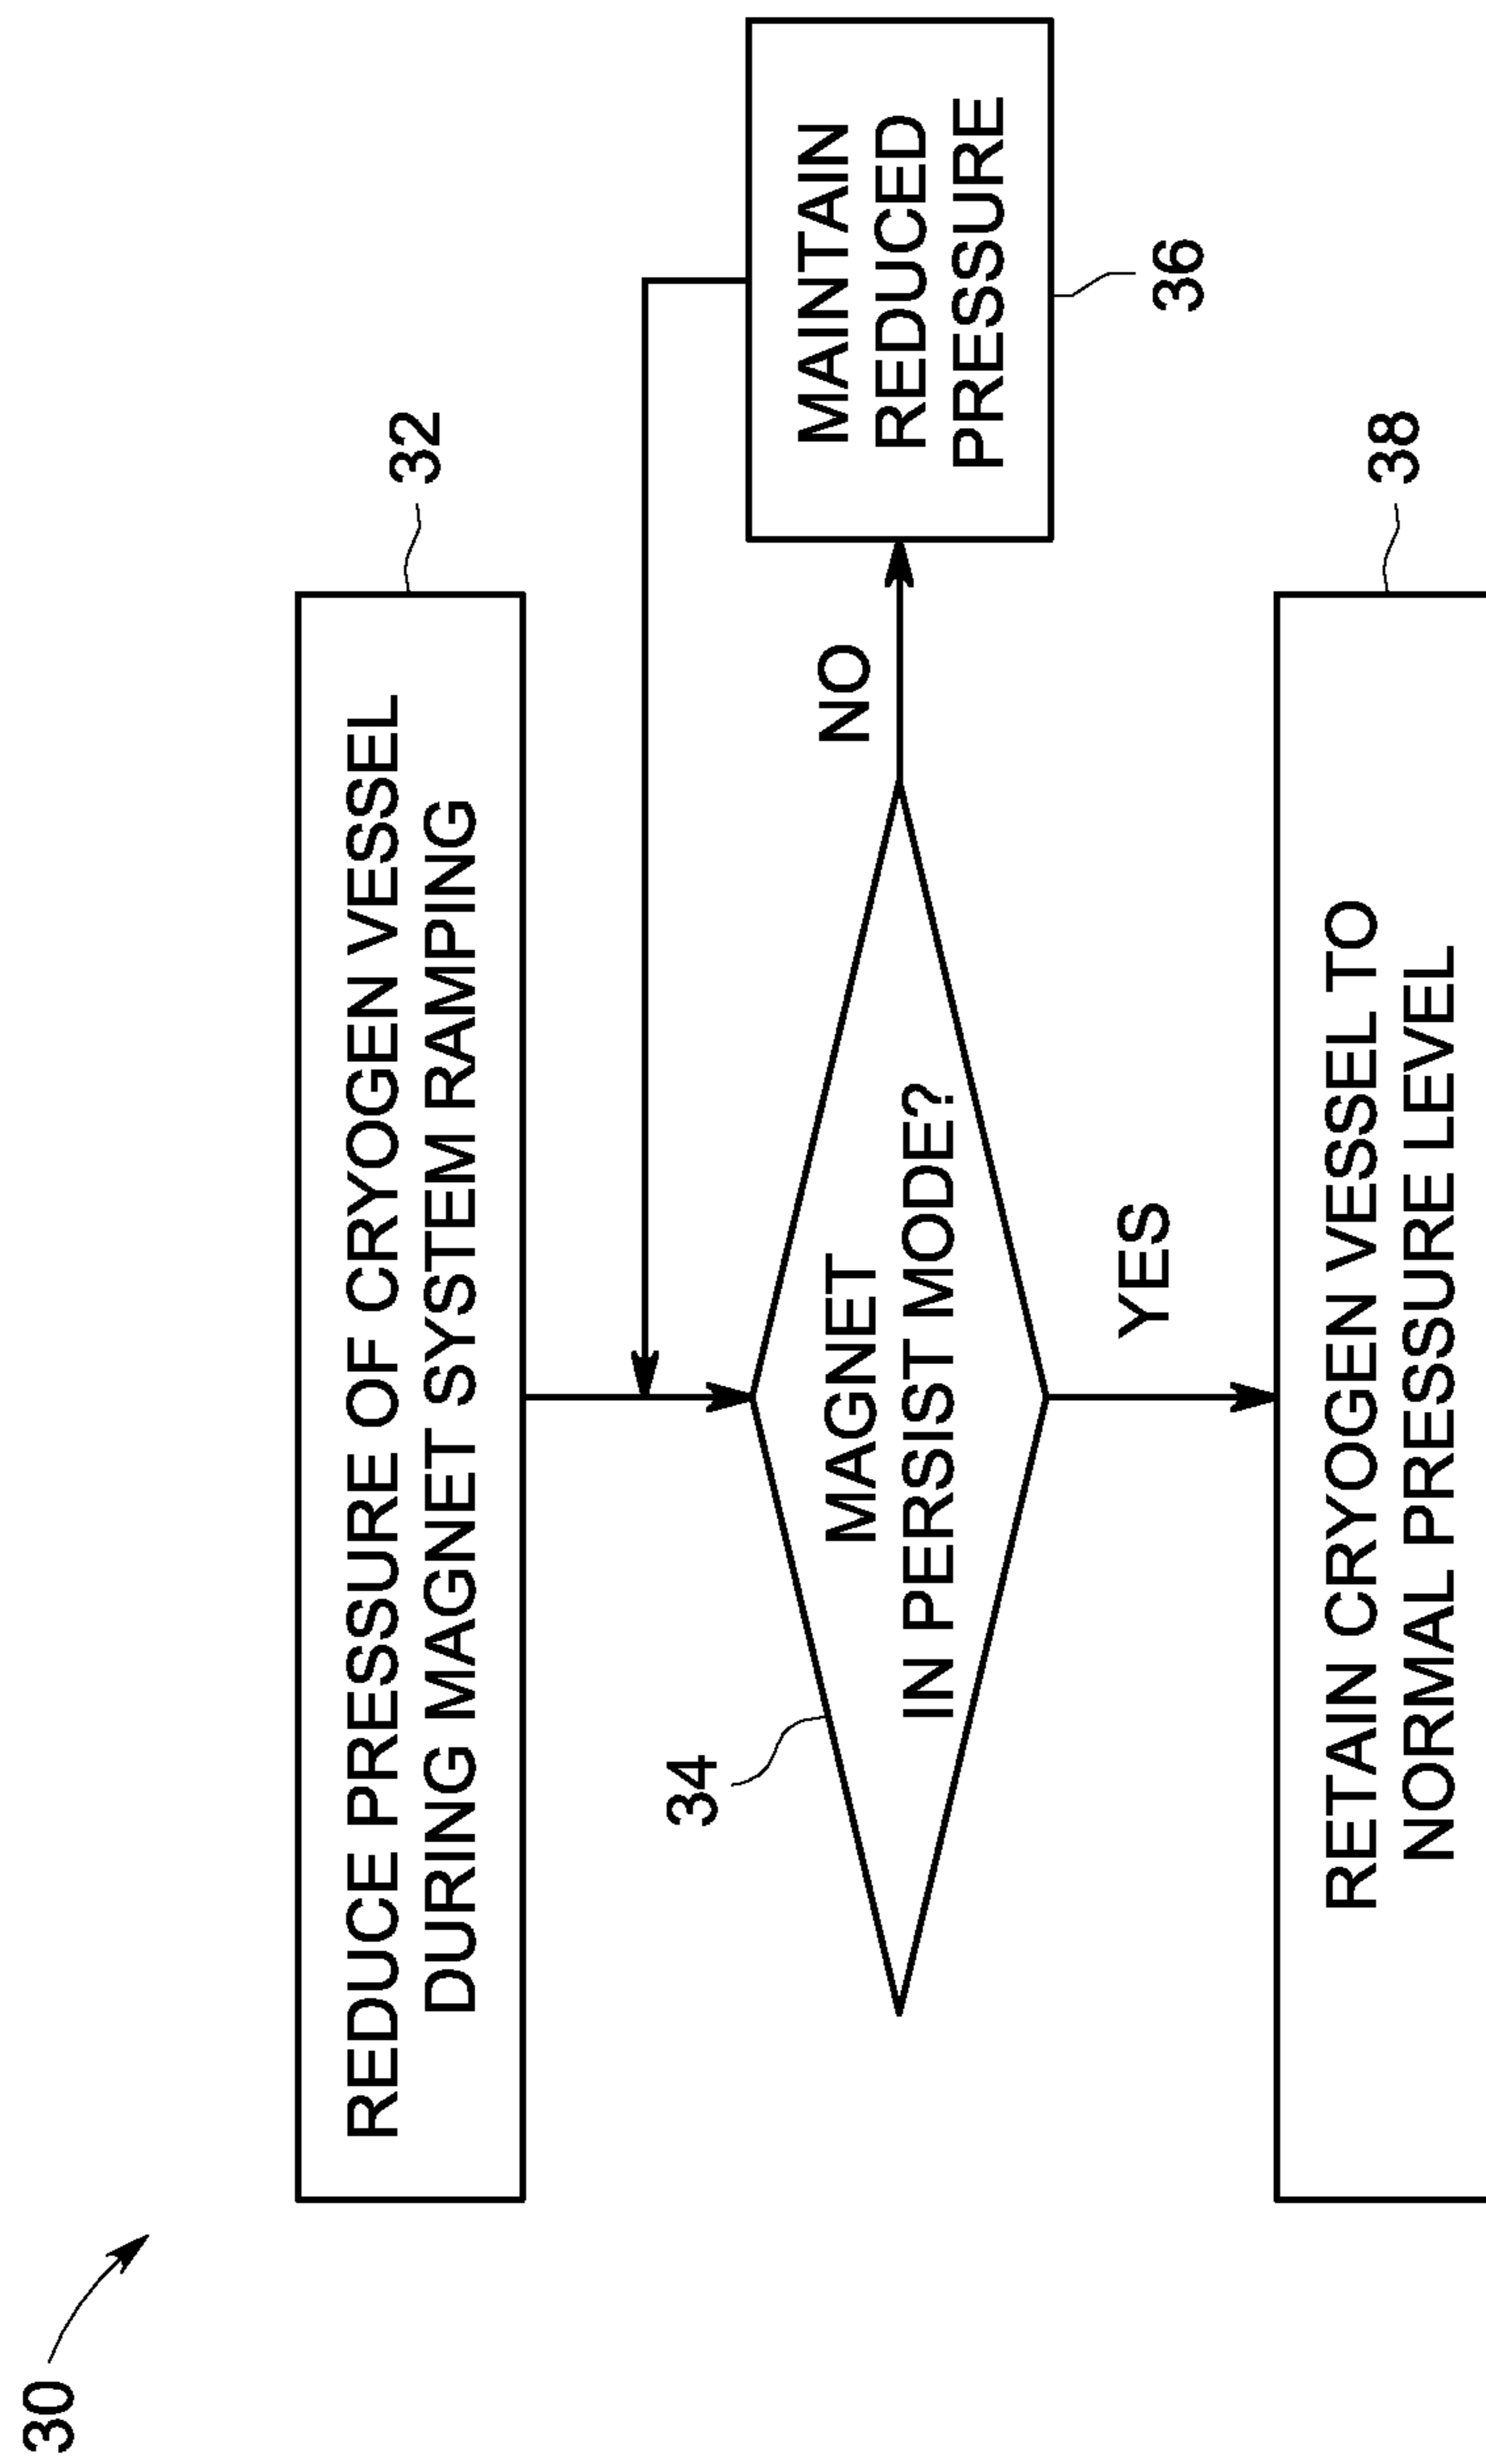 30
REDUCE PRESSURE OF CRYOGEN VESSEL
DURING MAGNET SYSTEM RAMPING
32
34
MAGNET
IN PERSIST MODE?
NO
MAINTAIN
REDUCED
PRESSURE
36
YES
RETAIN CRYOGEN VESSEL TO
NORMAL PRESSURE LEVEL
38